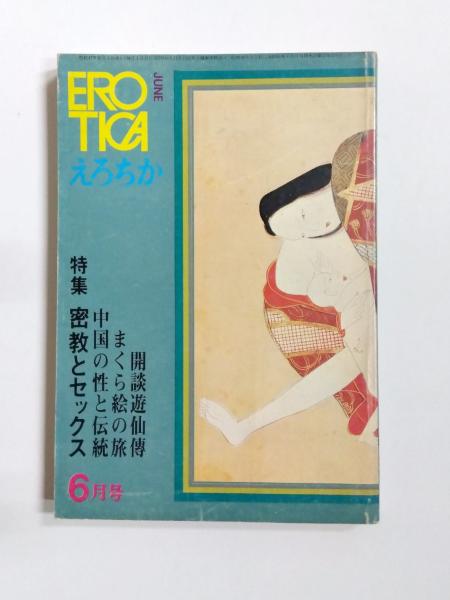 ERO
TICA
JUNE
えろちか
特集 密教とセックス
中国の性と伝統
まくら絵の旅
開談遊仙傳
6月号